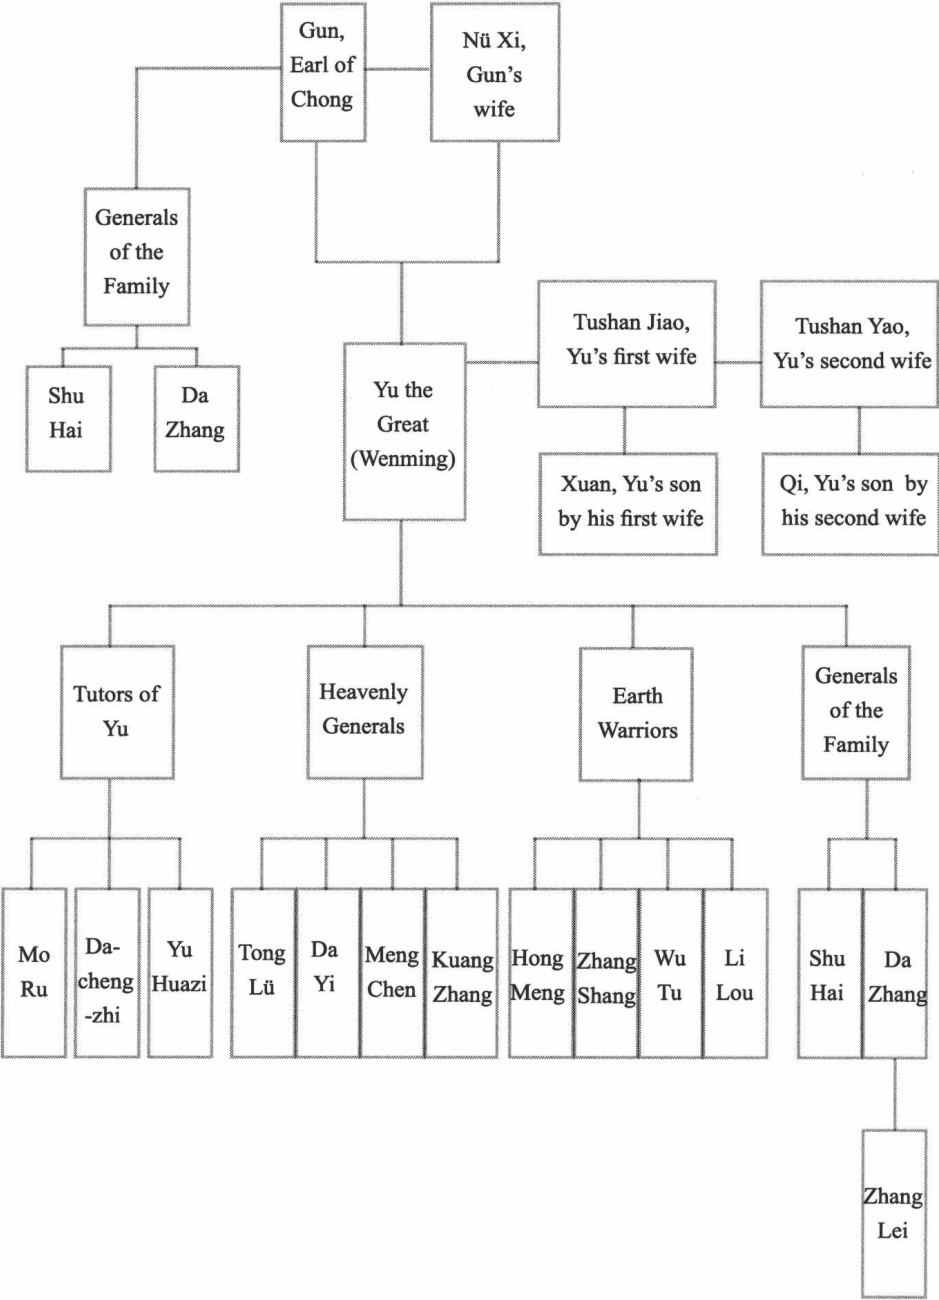 Gun,
Earl of
Chong
Nü Xi,
Gun's
wife
Generals
of the
Family
Shu
Hai
Da
Zhang
Yu the
Great
(Wenming)
Tushan Jiao,
Yu's first wife
Tushan Yao,
Yu's second wife
Xuan, Yu's son
by his first wife
Qi, Yu's son by
his second wife
Tutors of
Yu
Heavenly
Generals
Earth
Warriors
Generals
of the
Family
Mo
Ru
Da-
cheng
-zhi
Yu
Huazi
Tong
Lü
Da
Yi
Meng
Chen
Kuang
Zhang
Hong
Meng
Zhang
Shang
Wu
Tu
Li
Lou
Shu
Hai
Da
Zhang
Zhang
Lei